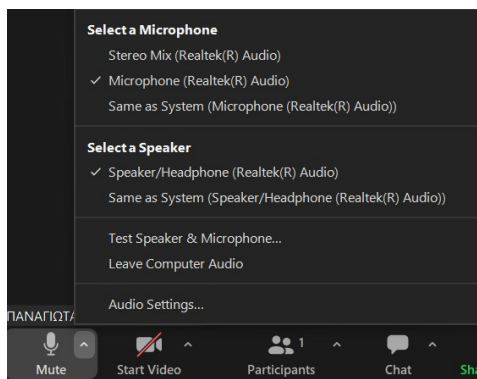 Select a Microphone
Stereo Mix (Realtek(R) Audio)
Microphone (Realtek(R) Audio)
Same as System (Microphone (Realtek(R) Audio))
Select a Speaker
Speaker/Headphone (Realtek(R) Audio)
Same as System (Speaker/Headphone (Realtek(R) Audio))
Test Speaker & Microphone...
Leave Computer Audio
Audio Settings...
ΠΑΝΑΓΙΩΤΑ
1
Mute Start Video Participants Chat Sha